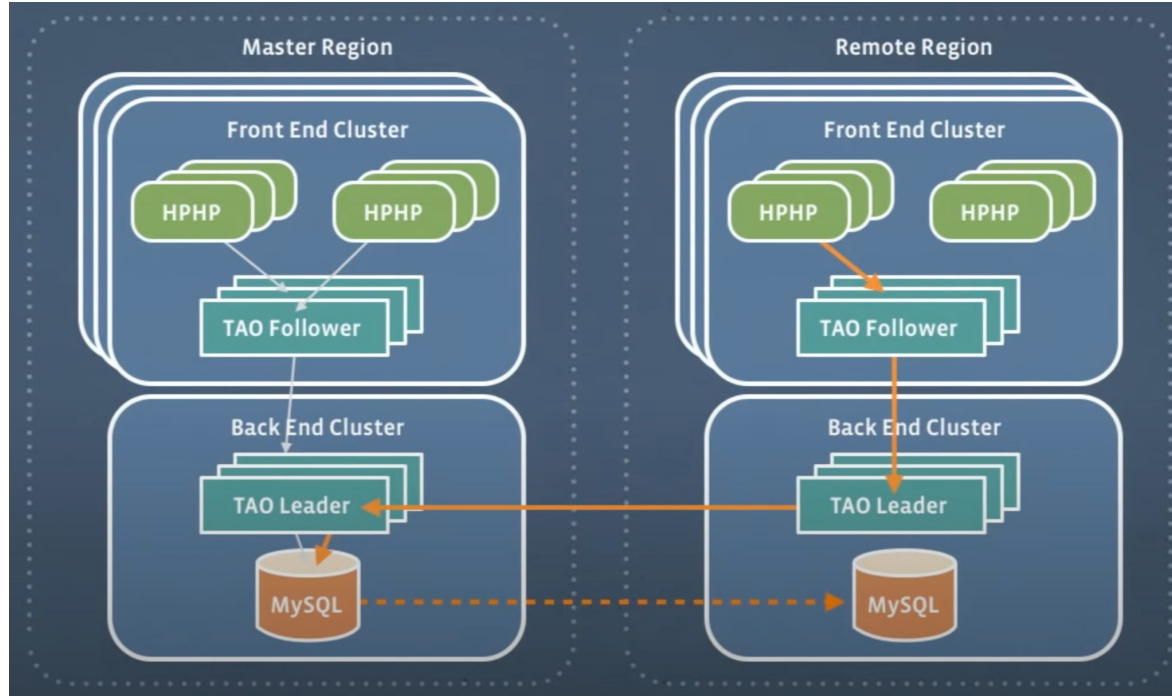 Master Region
Remote Region
Front End Cluster
Front End Cluster
HPHP
HPHP
HPHP
HPHP
TAO Follower
TAO Follower
Back End Cluster
Back End Cluster
TAO Leader
TAO Leader
MySQL
MySQL